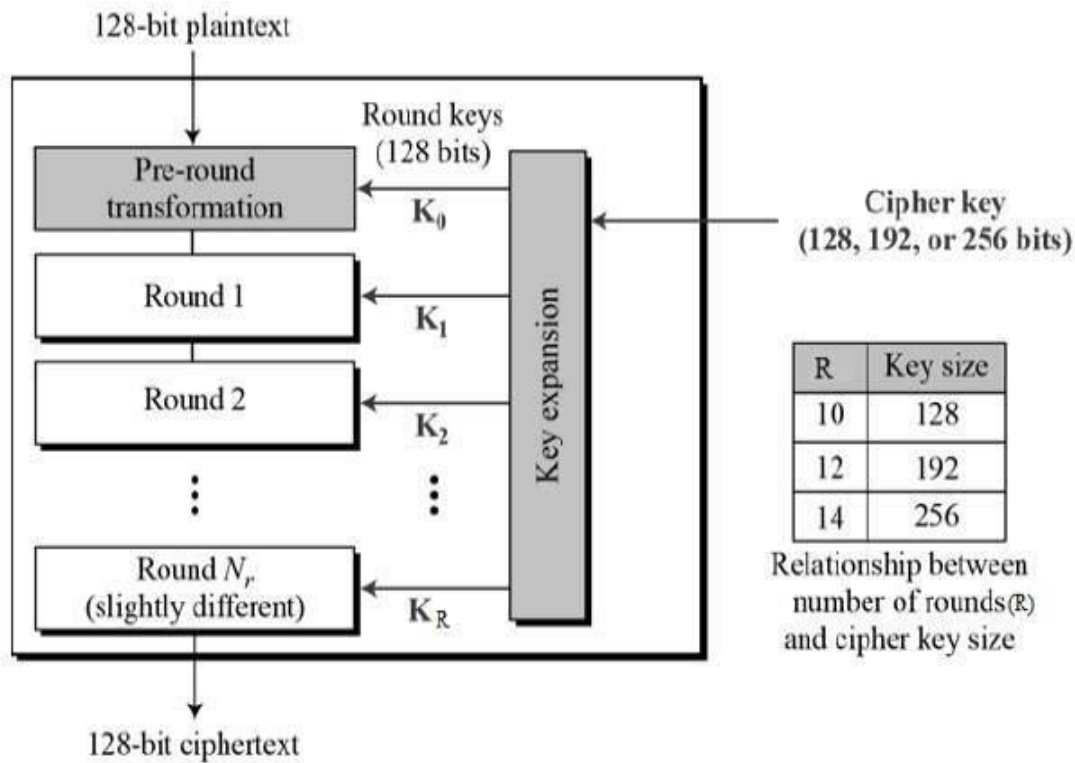 128-bit plaintext
Round keys
(128 bits)
Pre-round
transformation
K₀
Cipher key
(128, 192, or 256 bits)
Round 1
K₁
Round 2
K₂
Key expansion
Round Nᵣ
(slightly different)
K_R
128-bit ciphertext
R Key size
10 128
12 192
14 256
Relationship between
number of rounds(R)
and cipher key size